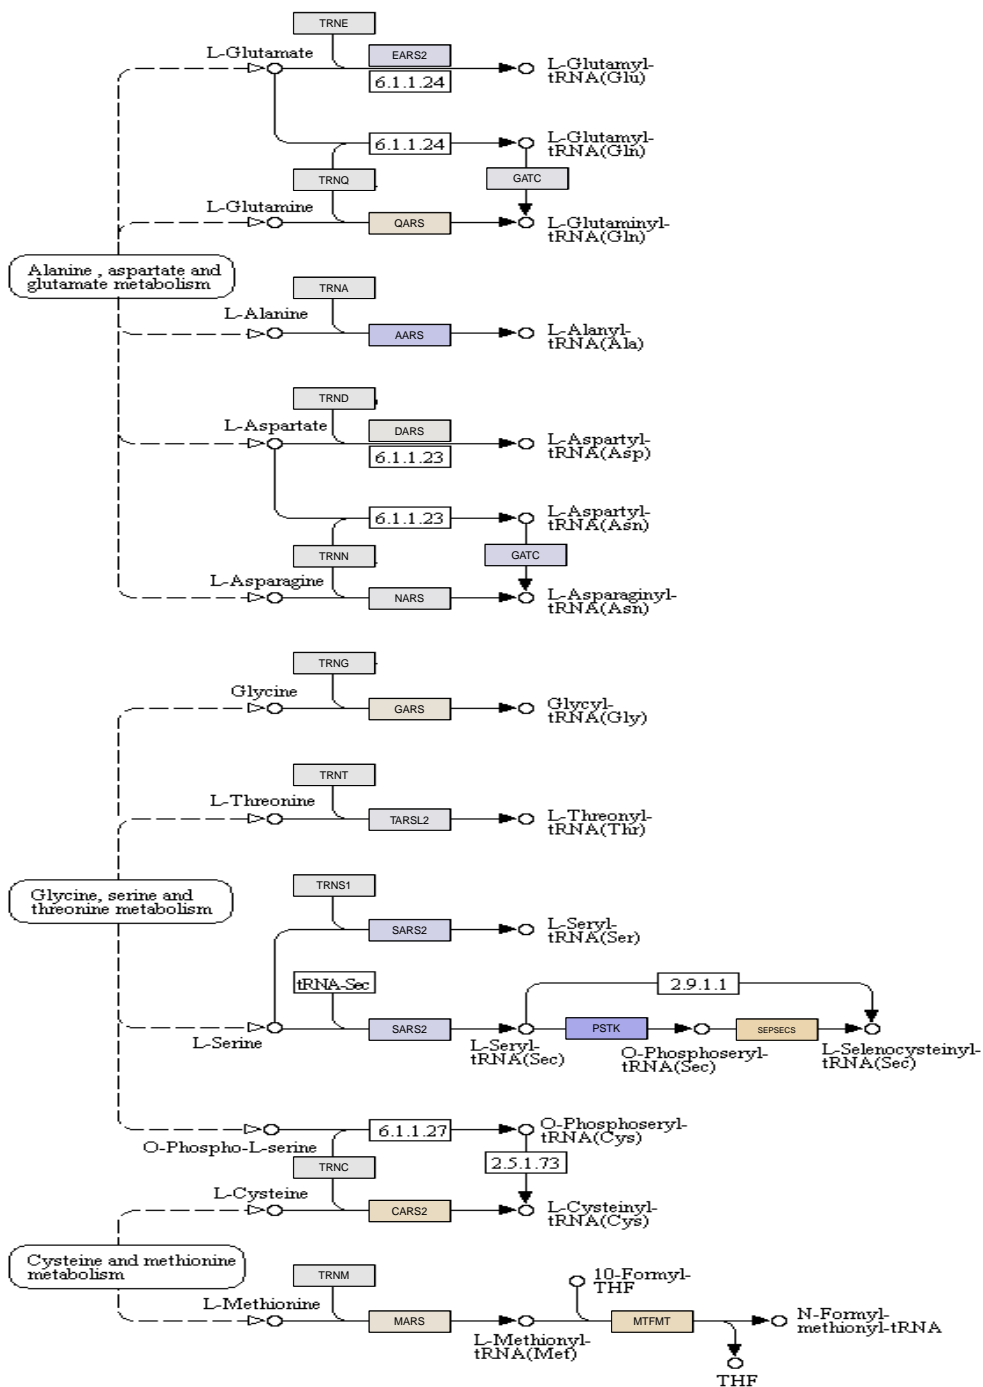 TRNE
L-Glutamate
EARS2
6.1.1.24
L-Glutamyl-
tRNA(Glu)
6.1.1.24
L-Glutamyl-
tRNA(Gln)
TRNQ
GATC
L-Glutamine
QARS
L-Glutaminyl-
tRNA(Gln)
Alanine , aspartate and
glutamate metabolism
TRNA
L-Alanine
AARS
L-Alanyl-
tRNA(Ala)
TRND
L-Aspartate
DARS
6.1.1.23
L-Aspartyl-
tRNA(Asp)
6.1.1.23
L-Aspartyl-
tRNA(Asn)
TRNN
GATC
L-Asparagine
NARS
L-Asparaginyl-
tRNA(Asn)
TRNG
Glycine
GARS
Glycyl-
tRNA(Gly)
TRNT
L-Threonine
TARSL2
L-Threonyl-
tRNA(Thr)
Glycine, serine and
threonine metabolism
TRNS1
SARS2
L-Seryl-
tRNA(Ser)
tRNA-Sec
2.9.1.1
L-Serine
SARS2
L-Seryl-
tRNA(Sec)
PSTK
O-Phosphoseryl-
tRNA(Sec)
SEPSECS
L-Selenocysteinyl-
tRNA(Sec)
O-Phospho-L-serine
6.1.1.27
O-Phosphoseryl-
tRNA(Cys)
TRNC
2.5.1.73
L-Cysteine
CARS2
L-Cysteinyl-
tRNA(Cys)
Cysteine and methionine
metabolism
TRNM
10-Formyl-
THF
L-Methionine
MARS
L-Methionyl-
tRNA(Met)
MTFMT
N-Formyl-
methionyl-tRNA
THF